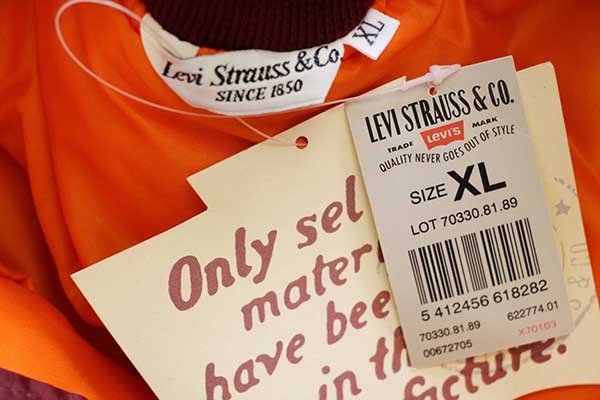 Levi Strauss & Co.
SINCE 1850
XL
LEVI STRAUSS & CO.
TRADE LEVI'S MARK
QUALITY NEVER GOES OUT OF STYLE
SIZE XL
LOT 70330.81.89
5 412456 618282
70330.81.89 622774.01
00672705 X70103
Only sel
mater
have bee
in th
facture.